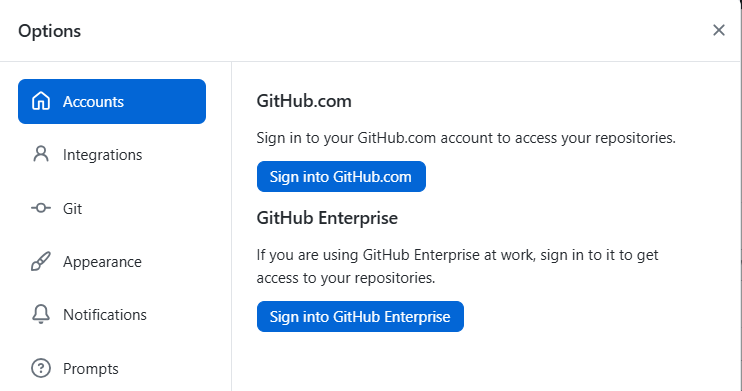 Options
Accounts
Integrations
Git
Appearance
Notifications
Prompts
GitHub.com
Sign in to your GitHub.com account to access your repositories.
Sign into GitHub.com
GitHub Enterprise
If you are using GitHub Enterprise at work, sign in to it to get
access to your repositories.
Sign into GitHub Enterprise